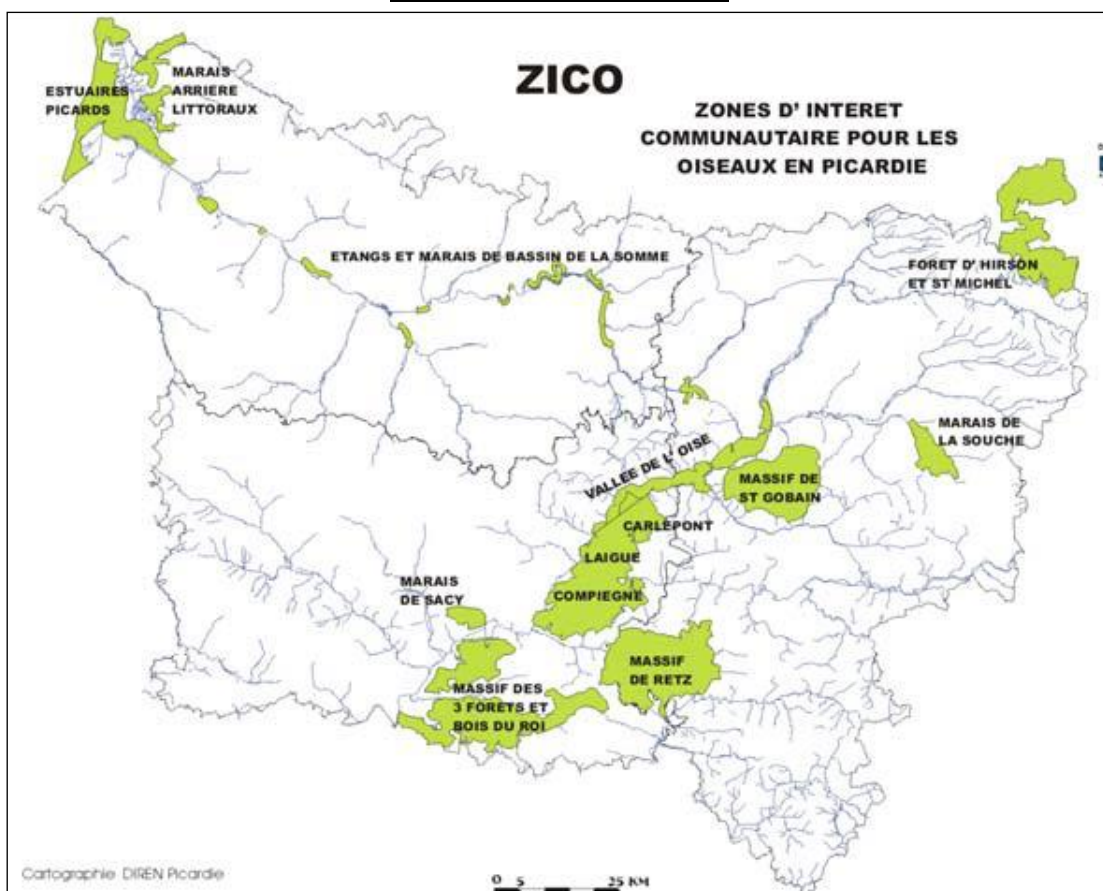 ZICO
ZONES D' INTERET
COMMUNAUTAIRE POUR LES
OISEAUX EN PICARDIE
ESTUAIRES
PICARDS
MARAIS
ARRIERE
LITTORAUX
ETANGS ET MARAIS DE BASSIN DE LA SOMME
FORET D' HIRSON
ET ST MICHEL
MARAIS DE
LA SOUCHE
VALLEE DE L' OISE
MASSIF DE
ST GOBAIN
CARLEPONT
LAIGUE
COMPIEGNE
MARAIS
DE SACY
MASSIF
DE RETZ
MASSIF DES
3 FORETS ET
BOIS DU ROI
Cartographie DIREN Picardie
0 5 25 KM